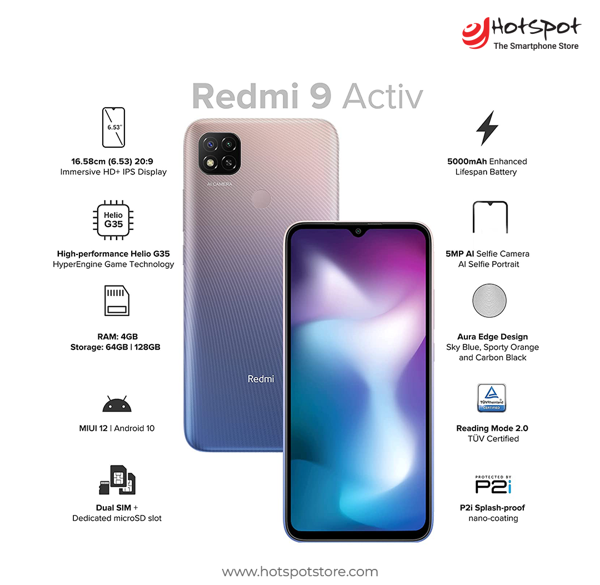 HOTSPOT
The Smartphone Store
Redmi 9 Activ
6.53"
16.58cm (6.53) 20:9
Immersive HD+ IPS Display
Helio
G35
High-performance Helio G35
HyperEngine Game Technology
RAM: 4GB
Storage: 64GB | 128GB
MIUI 12 | Android 10
Dual SIM +
Dedicated microSD slot
AI CAMERA
Redmi
5000mAh Enhanced
Lifespan Battery
5MP AI Selfie Camera
AI Selfie Portrait
Aura Edge Design
Sky Blue, Sporty Orange
and Carbon Black
TÜVRheinland
CERTIFIED
Reading Mode 2.0
TÜV Certified
PROTECTED BY
P2i
P2i Splash-proof
nano-coating
www.hotspotstore.com